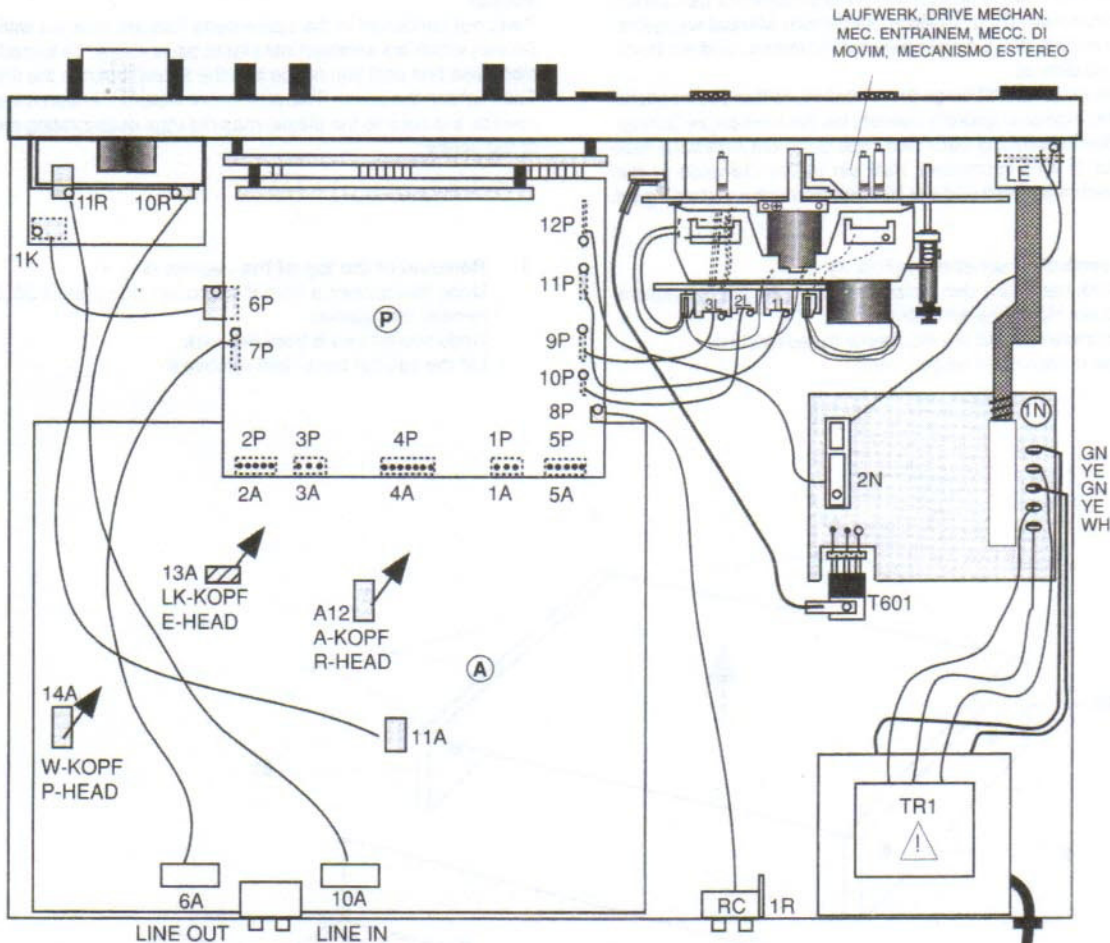 LAUFWERK, DRIVE MECHAN.
MEC. ENTRAINEM, MECC. DI
MOVIM, MECANISMO ESTEREO
LE
11R
10R
1K
12P
11P
6P
P
7P
9P
10P
8P
2L
1L
1N
2P 3P 4P 1P 5P
2A 3A 4A 1A 5A
2N
GN
YE
GN
YE
WH
13A
LK-KOPF
E-HEAD
A12
A-KOPF
R-HEAD
T601
A
14A
W-KOPF
P-HEAD
11A
TR1
!
6A
10A
RC
1R
LINE OUT
LINE IN